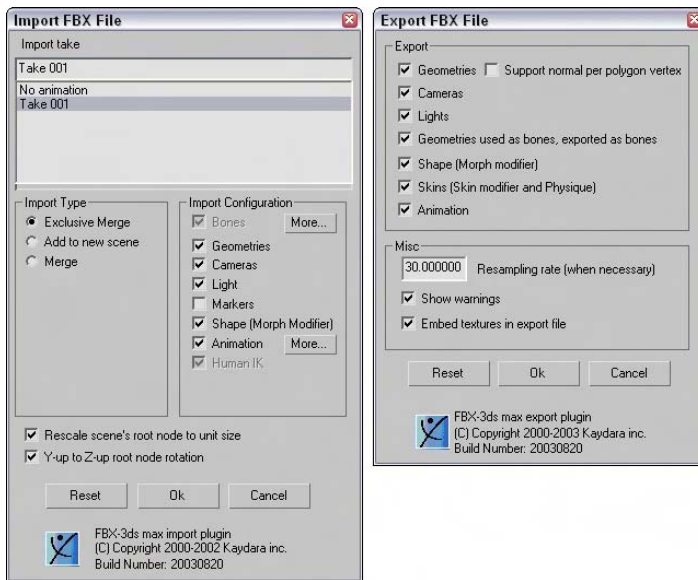 Import FBX File
Import take
Take 001
No animation
Take 001
Import Type
Exclusive Merge
Add to new scene
Merge
Import Configuration
Bones
More...
Geometries
Cameras
Light
Markers
Shape (Morph Modifier)
Animation
More...
Human IK
Rescale scene's root node to unit size
Y-up to Z-up root node rotation
Reset
Ok
Cancel
FBX-3ds max import plugin
(C) Copyright 2000-2002 Kaydara inc.
Build Number: 20030820
Export FBX File
Export
Geometries
Support normal per polygon vertex
Cameras
Lights
Geometries used as bones, exported as bones
Shape (Morph modifier)
Skins (Skin modifier and Physique)
Animation
Misc
30.000000
Resampling rate (when necessary)
Show warnings
Embed textures in export file
Reset
Ok
Cancel
FBX-3ds max export plugin
(C) Copyright 2000-2003 Kaydara inc.
Build Number: 20030820